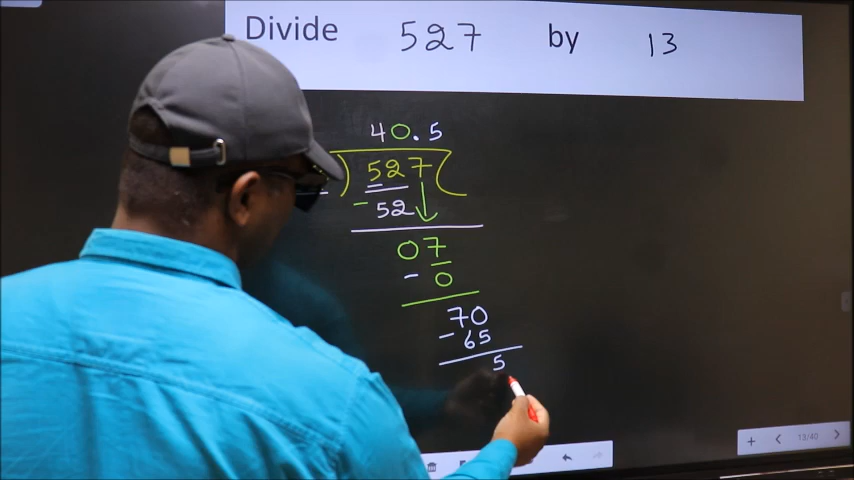 Divide 527 by 13
40.5
) 527 (
- 52
07
- 0
70
- 65
5
+ < 13/40 >